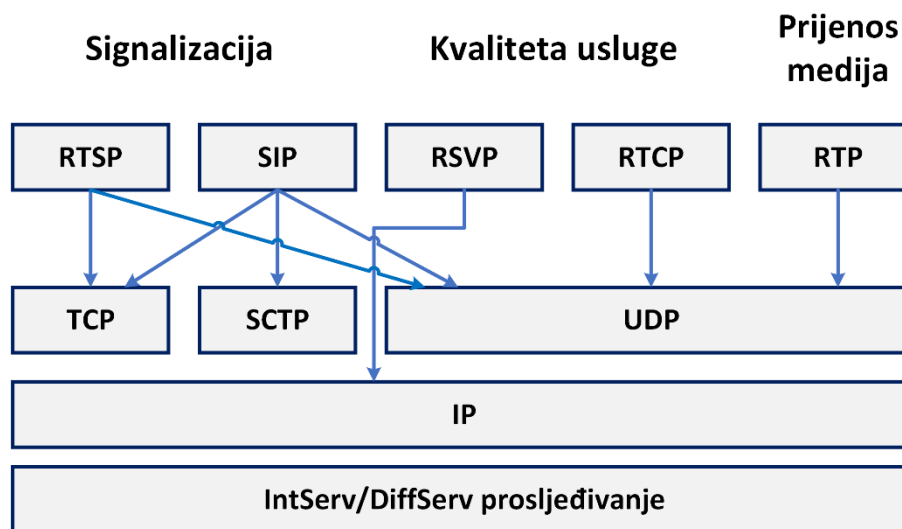 Signalizacija
Kvaliteta usluge
Prijenos
medija
RTSP
SIP
RSVP
RTCP
RTP
TCP
SCTP
UDP
IP
IntServ/DiffServ prosljeđivanje